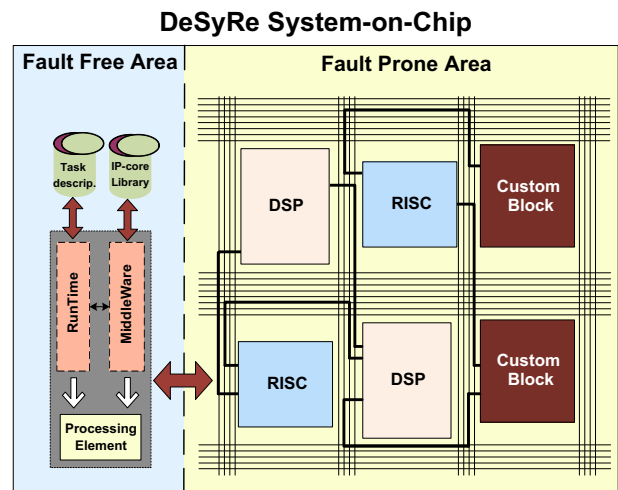 DeSyRe System-on-Chip
Fault Free Area
Fault Prone Area
Task
descrip.
IP-core
Library
RunTime
MiddleWare
Processing
Element
DSP
RISC
Custom
Block
RISC
DSP
Custom
Block